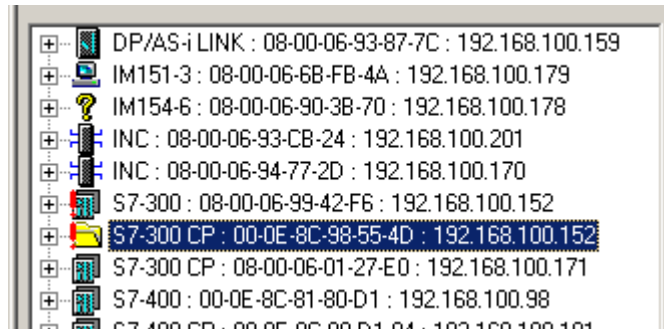 DP/AS-i LINK : 08-00-06-93-87-7C : 192.168.100.159
IM151-3 : 08-00-06-6B-FB-4A : 192.168.100.179
IM154-6 : 08-00-06-90-3B-70 : 192.168.100.178
INC : 08-00-06-93-CB-24 : 192.168.100.201
INC : 08-00-06-94-77-2D : 192.168.100.170
S7-300 : 08-00-06-99-42-F6 : 192.168.100.152
S7-300 CP : 00-0E-8C-98-55-4D : 192.168.100.152
S7-300 CP : 08-00-06-01-27-E0 : 192.168.100.171
S7-400 : 00-0E-8C-81-80-D1 : 192.168.100.98